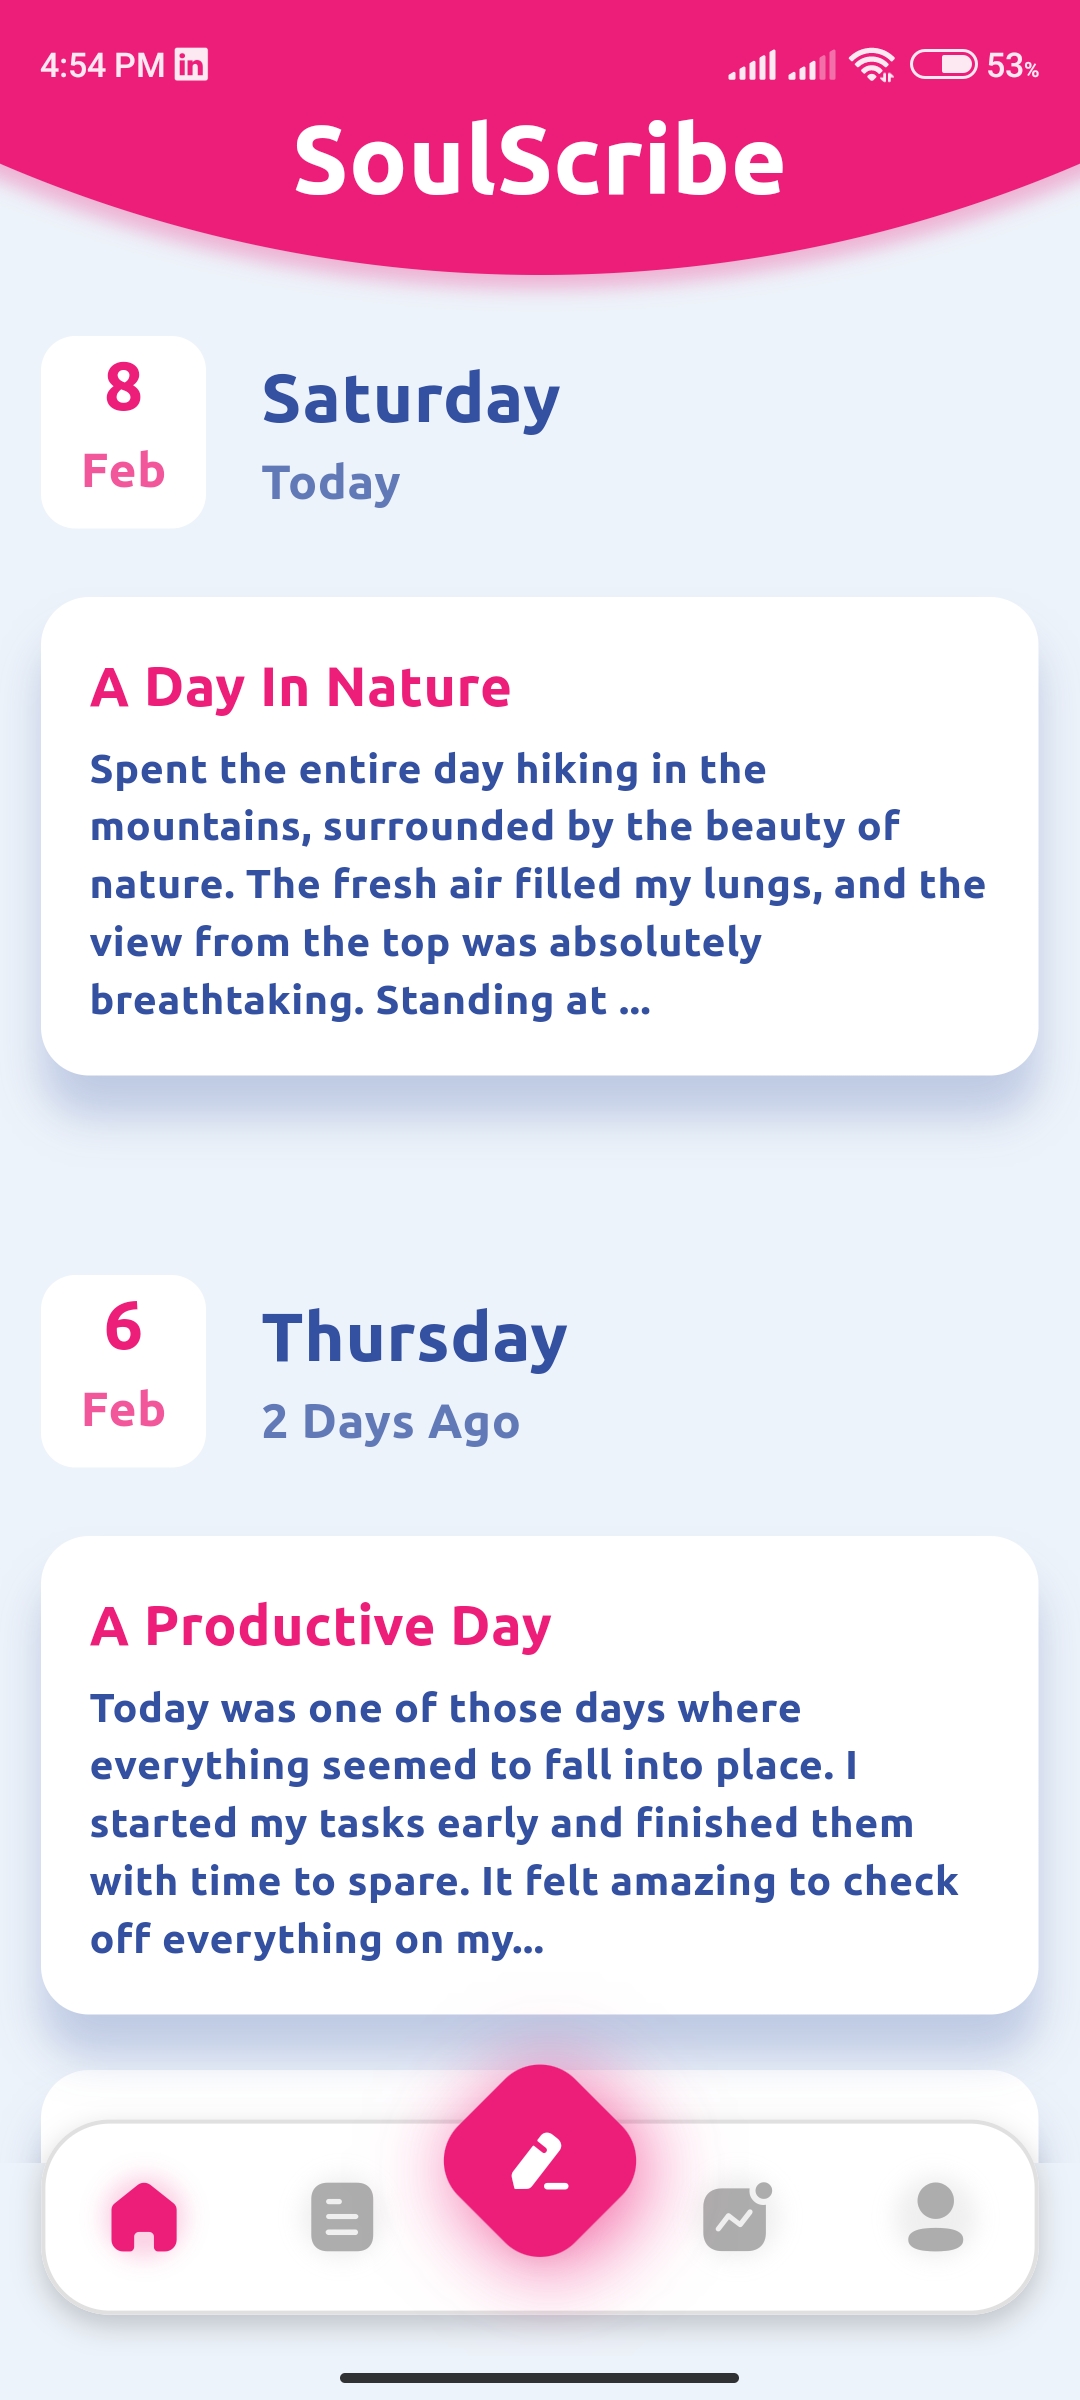 4:54 PM in
53%
SoulScribe
8
Feb
Saturday
Today
A Day In Nature
Spent the entire day hiking in the
mountains, surrounded by the beauty of
nature. The fresh air filled my lungs, and the
view from the top was absolutely
breathtaking. Standing at ...
6
Feb
Thursday
2 Days Ago
A Productive Day
Today was one of those days where
everything seemed to fall into place. I
started my tasks early and finished them
with time to spare. It felt amazing to check
off everything on my...